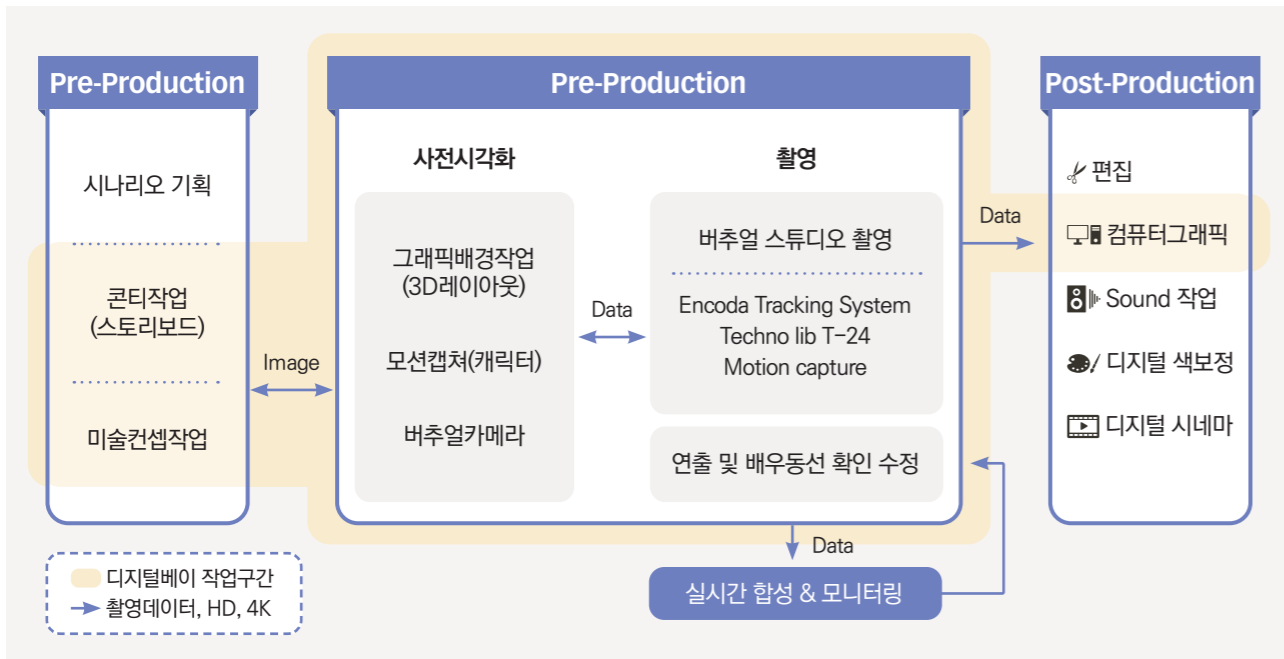 Pre-Production
시나리오 기획
콘티작업
(스토리보드)
미술컨셉작업
Image
Pre-Production
사전시각화
그래픽배경작업
(3D레이아웃)
모션캡쳐(캐릭터)
버추얼카메라
Data
촬영
버추얼 스튜디오 촬영
Encoda Tracking System
Techno lib T-24
Motion capture
연출 및 배우동선 확인 수정
Data
실시간 합성 & 모니터링
Data
Post-Production
편집
컴퓨터그래픽
Sound 작업
디지털 색보정
디지털 시네마
디지털베이 작업구간
촬영데이터, HD, 4K